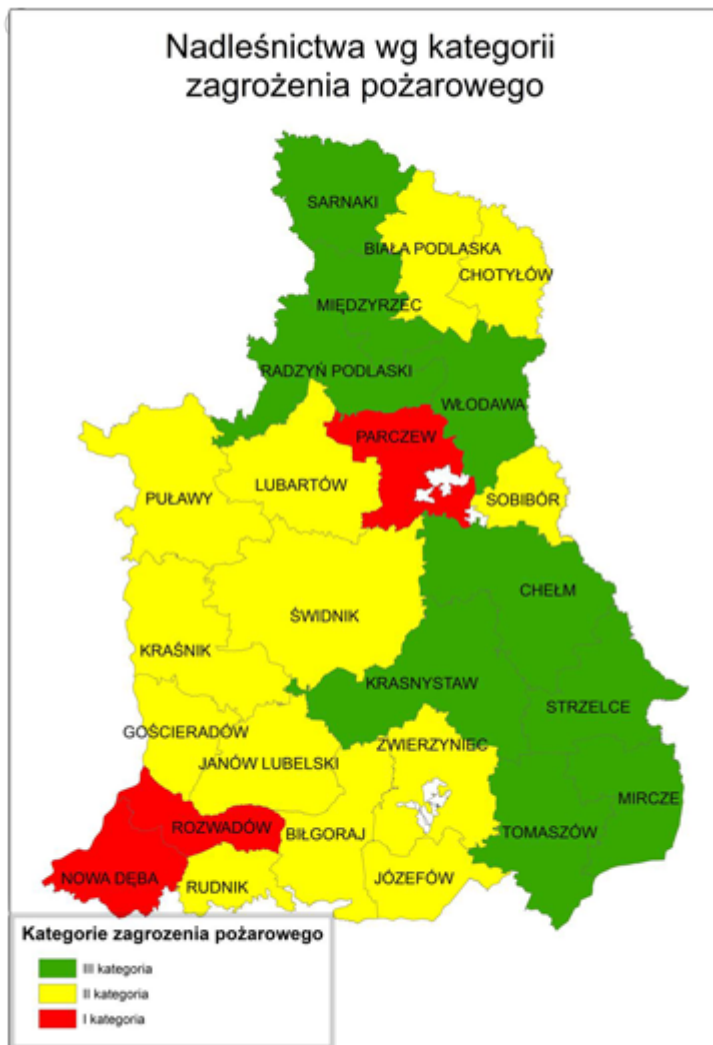 Nadleśnictwa wg kategorii
zagrożenia pożarowego
SARNAKI
BIAŁA PODLASKA
CHOTYŁÓW
MIĘDZYRZEC
RADZYŃ PODLASKI
WŁODAWA
PARCZEW
LUBARTÓW
PUŁAWY
SOBIBÓR
CHEŁM
ŚWIDNIK
KRAŚNIK
KRASNYSTAW
STRZELCE
GOŚCIERADÓW
ZWIERZYNIEC
JANÓW LUBELSKI
MIRCZE
ROZWADÓW
BIŁGORAJ
TOMASZÓW
NOWA DĘBA
RUDNIK
JÓZEFÓW
Kategorie zagrozenia pożarowego
III kategoria
II kategoria
I kategoria